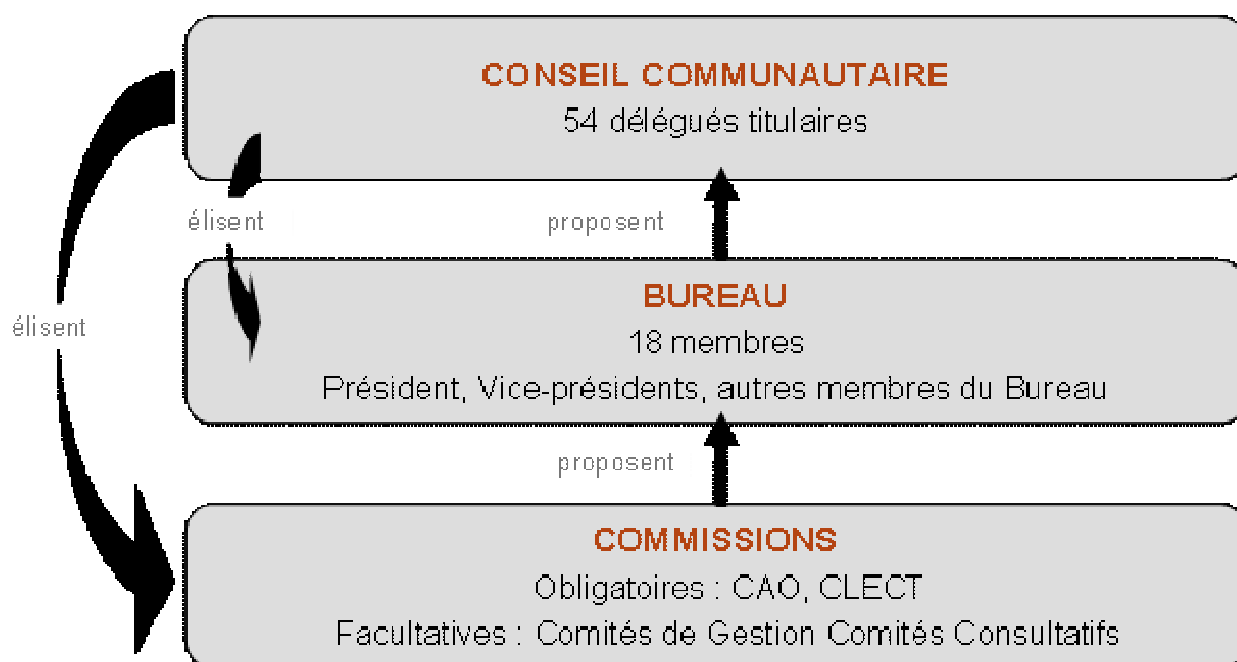 CONSEIL COMMUNAUTAIRE
54 délégués titulaires
élisent
proposent
BUREAU
18 membres
Président, Vice-présidents, autres membres du Bureau
élisent
proposent
COMMISSIONS
Obligatoires : CAO, CLECT
Facultatives : Comités de Gestion Comités Consultatifs